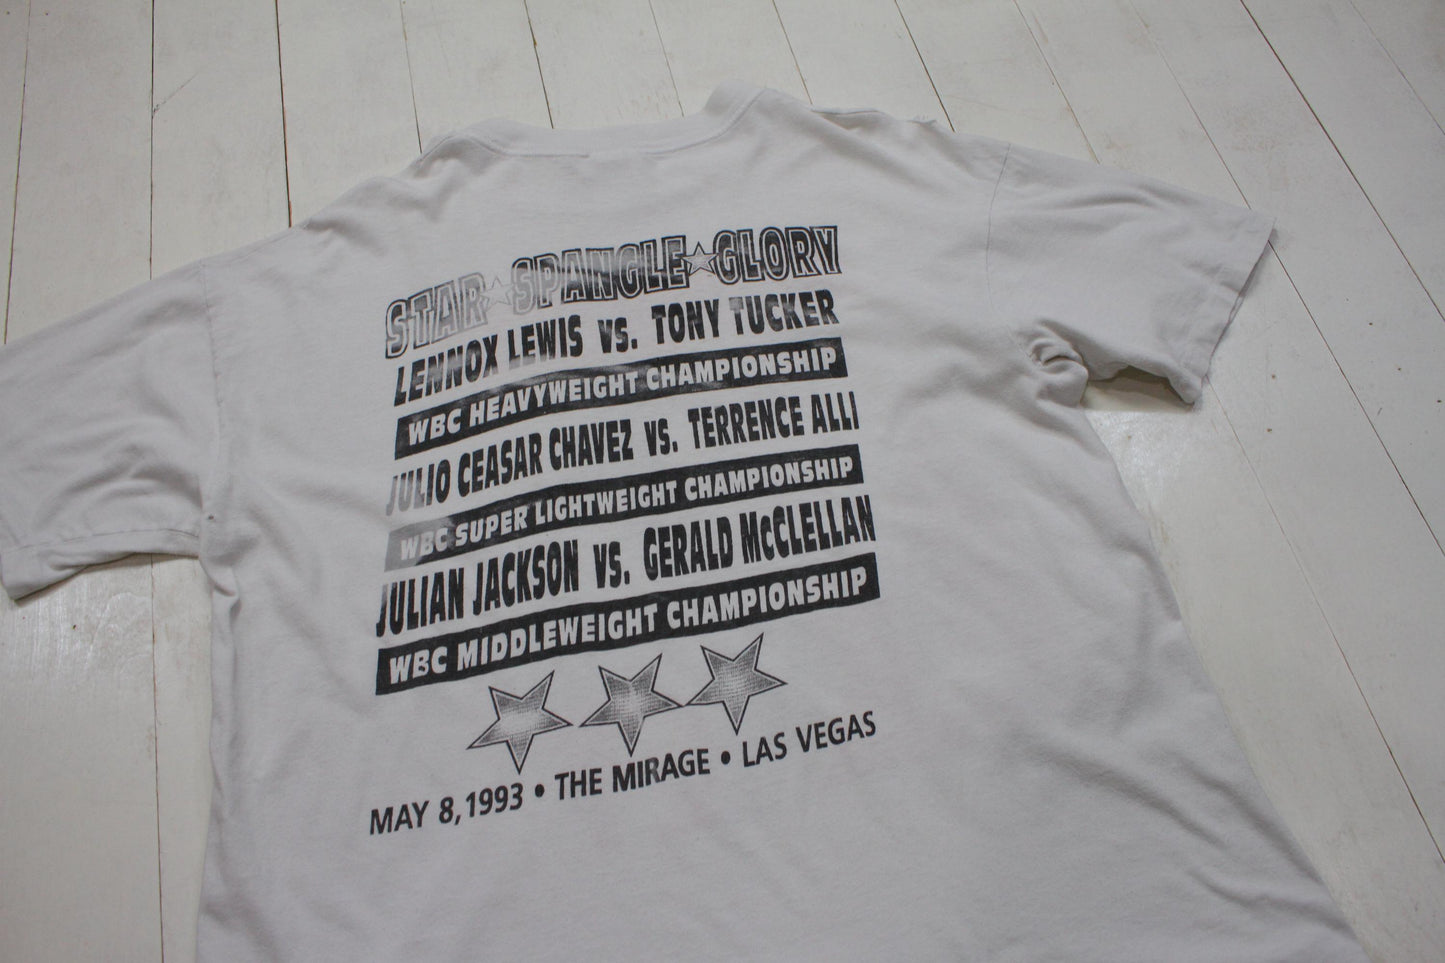 STAR☆SPANGLE☆GLORY
LENNOX LEWIS vs. TONY TUCKER
WBC HEAVYWEIGHT CHAMPIONSHIP
JULIO CEASAR CHAVEZ vs. TERRENCE ALLI
WBC SUPER LIGHTWEIGHT CHAMPIONSHIP
JULIAN JACKSON vs. GERALD McCLELLAN
WBC MIDDLEWEIGHT CHAMPIONSHIP
MAY 8, 1993 • THE MIRAGE • LAS VEGAS